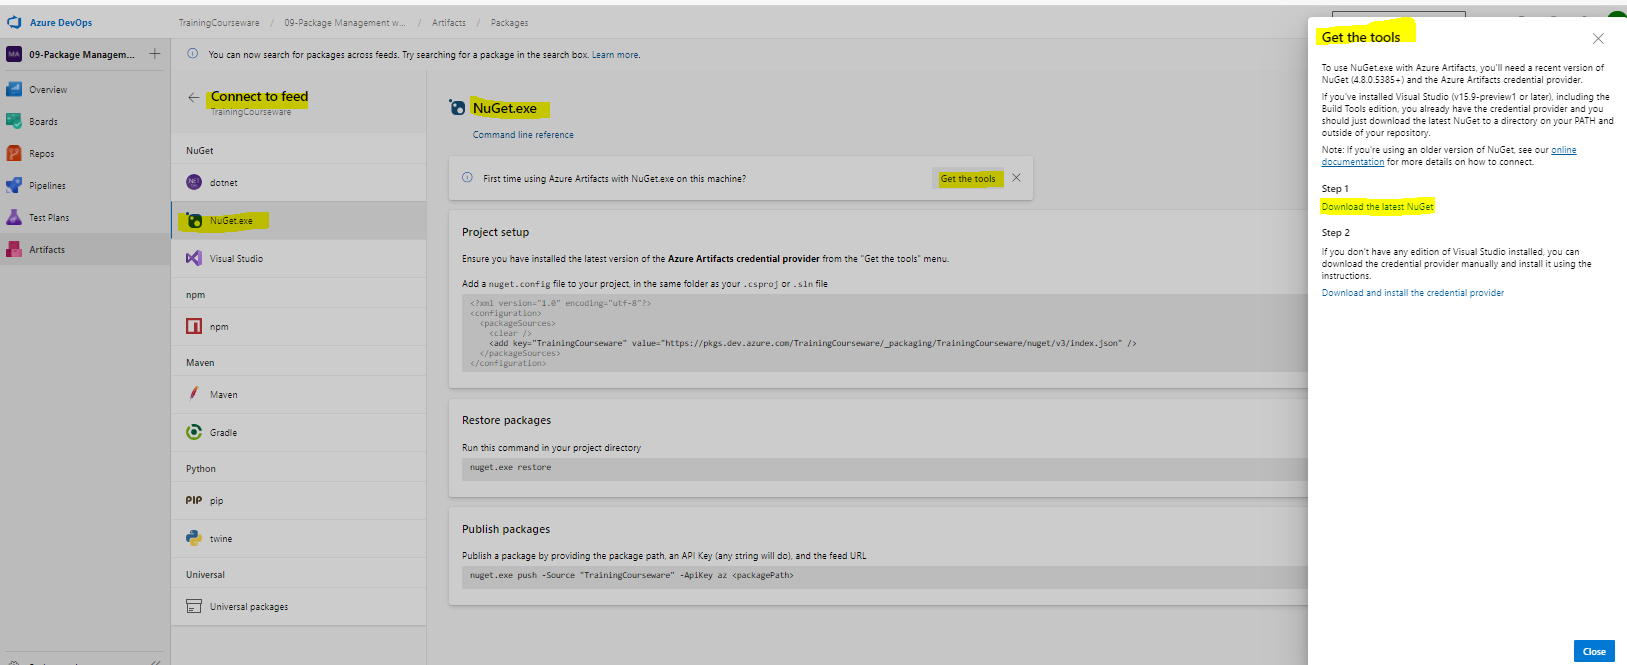 Azure DevOps
TrainingCourseware / 09-Package Management w... / Artifacts / Packages
MA 09-Package Managem...
Overview
Boards
Repos
Pipelines
Test Plans
Artifacts
You can now search for packages across feeds. Try searching for a package in the search box. Learn more.
Connect to feed
TrainingCourseware
NuGet
NET dotnet
NuGet.exe
Visual Studio
npm
npm
Maven
Maven
Gradle
Python
PIP pip
twine
Universal
Universal packages
NuGet.exe
Command line reference
First time using Azure Artifacts with NuGet.exe on this machine? Get the tools
Project setup
Ensure you have installed the latest version of the Azure Artifacts credential provider from the "Get the tools" menu.
Add a nuget.config file to your project, in the same folder as your .csproj or .sln file
<?xml version="1.0" encoding="utf-8"?>
<configuration>
<packageSources>
<clear />
<add key="TrainingCourseware" value="https://pkgs.dev.azure.com/TrainingCourseware/_packaging/TrainingCourseware/nuget/v3/index.json" />
</packageSources>
</configuration>
Restore packages
Run this command in your project directory
nuget.exe restore
Publish packages
Publish a package by providing the package path, an API Key (any string will do), and the feed URL
nuget.exe push -Source "TrainingCourseware" -ApiKey az <packagePath>
Get the tools
To use NuGet.exe with Azure Artifacts, you'll need a recent version of
NuGet (4.8.0.5385+) and the Azure Artifacts credential provider.
If you've installed Visual Studio (v15.9-preview1 or later), including the
Build Tools edition, you already have the credential provider and you
should just download the latest NuGet to a directory on your PATH and
outside of your repository.
Note: If you're using an older version of NuGet, see our online
documentation for more details on how to connect.
Step 1
Download the latest NuGet
Step 2
If you don't have any edition of Visual Studio installed, you can
download the credential provider manually and install it using the
instructions.
Download and install the credential provider
Close